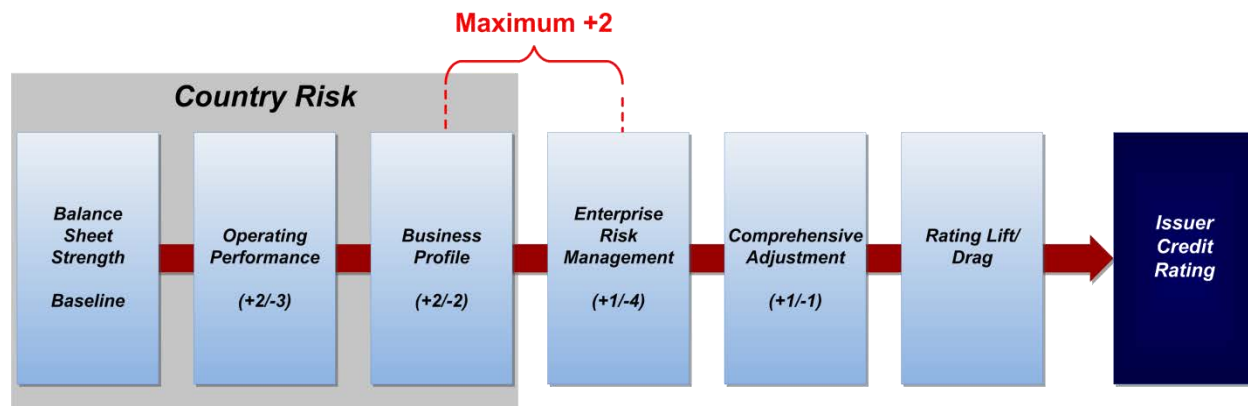 Maximum +2
Country Risk
Balance
Sheet
Strength
Baseline
Operating
Performance
(+2/-3)
Business
Profile
(+2/-2)
Enterprise
Risk
Management
(+1/-4)
Comprehensive
Adjustment
(+1/-1)
Rating Lift/
Drag
Issuer
Credit
Rating